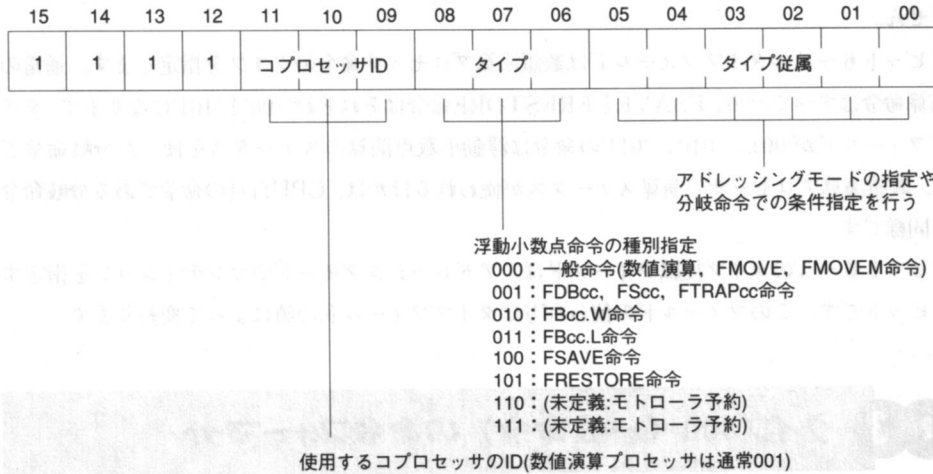 15 14 13 12 11 10 09 08 07 06 05 04 03 02 01 00
1 1 1 1 コプロセッサID タイプ タイプ従属
アドレッシングモードの指定や
分岐命令での条件指定を行う
浮動小数点命令の種別指定
000：一般命令(数値演算，FMOVE，FMOVEM命令)
001：FDBcc，FScc，FTRAPcc命令
010：FBcc.W命令
011：FBcc.L命令
100：FSAVE命令
101：FRESTORE命令
110：(未定義:モトローラ予約)
111：(未定義:モトローラ予約)
使用するコプロセッサのID(数値演算プロセッサは通常001)